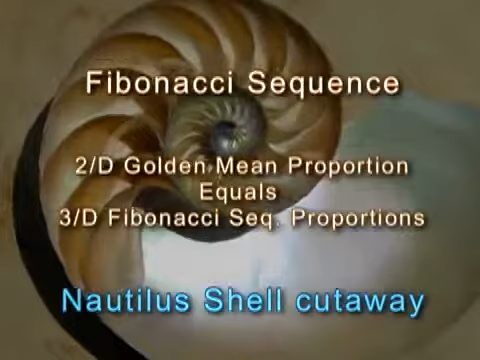 Fibonacci Sequence
2/D Golden Mean Proportion
Equals
3/D Fibonacci Seq. Proportions
Nautilus Shell cutaway